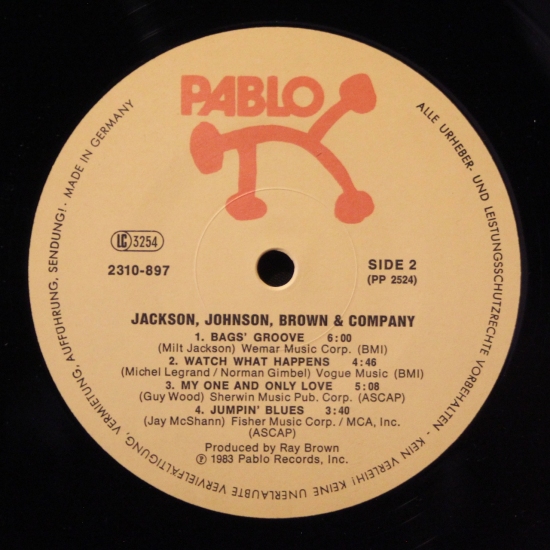 PABLO
ALLE URHEBER- UND LEISTUNGSSCHUTZRECHTE VORBEHALTEN - KEIN VERLEIH! KEINE UNERLAUBTE VERVIELFÄLTIGUNG, VERMIETUNG, AUFFÜHRUNG, SENDUNG! - MADE IN GERMANY
LC 3254
2310-897
SIDE 2
(PP 2524)
JACKSON, JOHNSON, BROWN & COMPANY
1. BAGS' GROOVE 6:00
(Milt Jackson) Wemar Music Corp. (BMI)
2. WATCH WHAT HAPPENS 4:46
(Michel Legrand / Norman Gimbel) Vogue Music (BMI)
3. MY ONE AND ONLY LOVE 5:08
(Guy Wood) Sherwin Music Pub. Corp. (ASCAP)
4. JUMPIN' BLUES 3:40
(Jay McShann) Fisher Music Corp. / MCA, Inc.
(ASCAP)
Produced by Ray Brown
℗ 1983 Pablo Records, Inc.